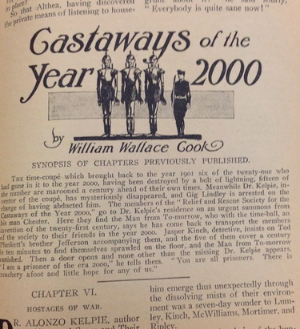 So that Althea, having discovered
private means of listening to house-
"Everybody is quite sane now!"
Castaways of the
Year 2000
by
William Wallace Cook
SYNOPSIS OF CHAPTERS PREVIOUSLY PUBLISHED.
THE time-coupé which brought back to year 1901 six of the twenty-one who
had gone in it to the year 2000, having been destroyed by a bolt of lightning, fifteen of
the number are marooned a century ahead of their own times. Meanwhile Dr. Kelpie, in-
ventor of the coupé, has mysteriously disappeared, and Gig Lindley is arrested on the
charge of having abducted him. The members of the "Relief and Rescue Society for the
Castaways of the Year 2000," go to Dr. Kelpie's residence on an urgent summons from
his man Chester. Here they find the Man from To-morrow, who with the time-ball, an
invention of the twenty-first century, says he has come back to transport the members
of the society to their friends in the year 2000. Jasper Kinch, detective, insists on Tod
Plunkett's brother Jefferson accompanying them, and the five of them over a century
in ten minutes to find themselves sprawled on the floor, and the Man from To-morrow
vanished. Then a door opens and none other than the missing Dr. Kelpie appears.
"I am a prisoner of the era 2000," he tells them. "You are all prisoners. There is
treachery afoot and little hope for any of us."
CHAPTER VI.
HOSTAGES OF WAR.
DR. ALONZO KELPIE, author
him emerge thus unexpectedly through
the dissolving mists of their environ-
ment was a seven-day wonder to Lum-
ley, Kinch, McWilliams, Mortimer,
and Ripley.